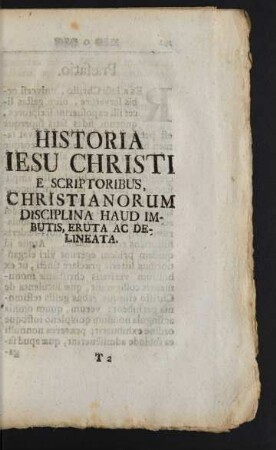 HISTORIA
IESU CHRISTI
E SCRIPTORIBUS,
CHRISTIANORUM
DISCIPLINA HAUD IM-
BUTIS, ERUTA AC DE-
LINEATA.
T 2